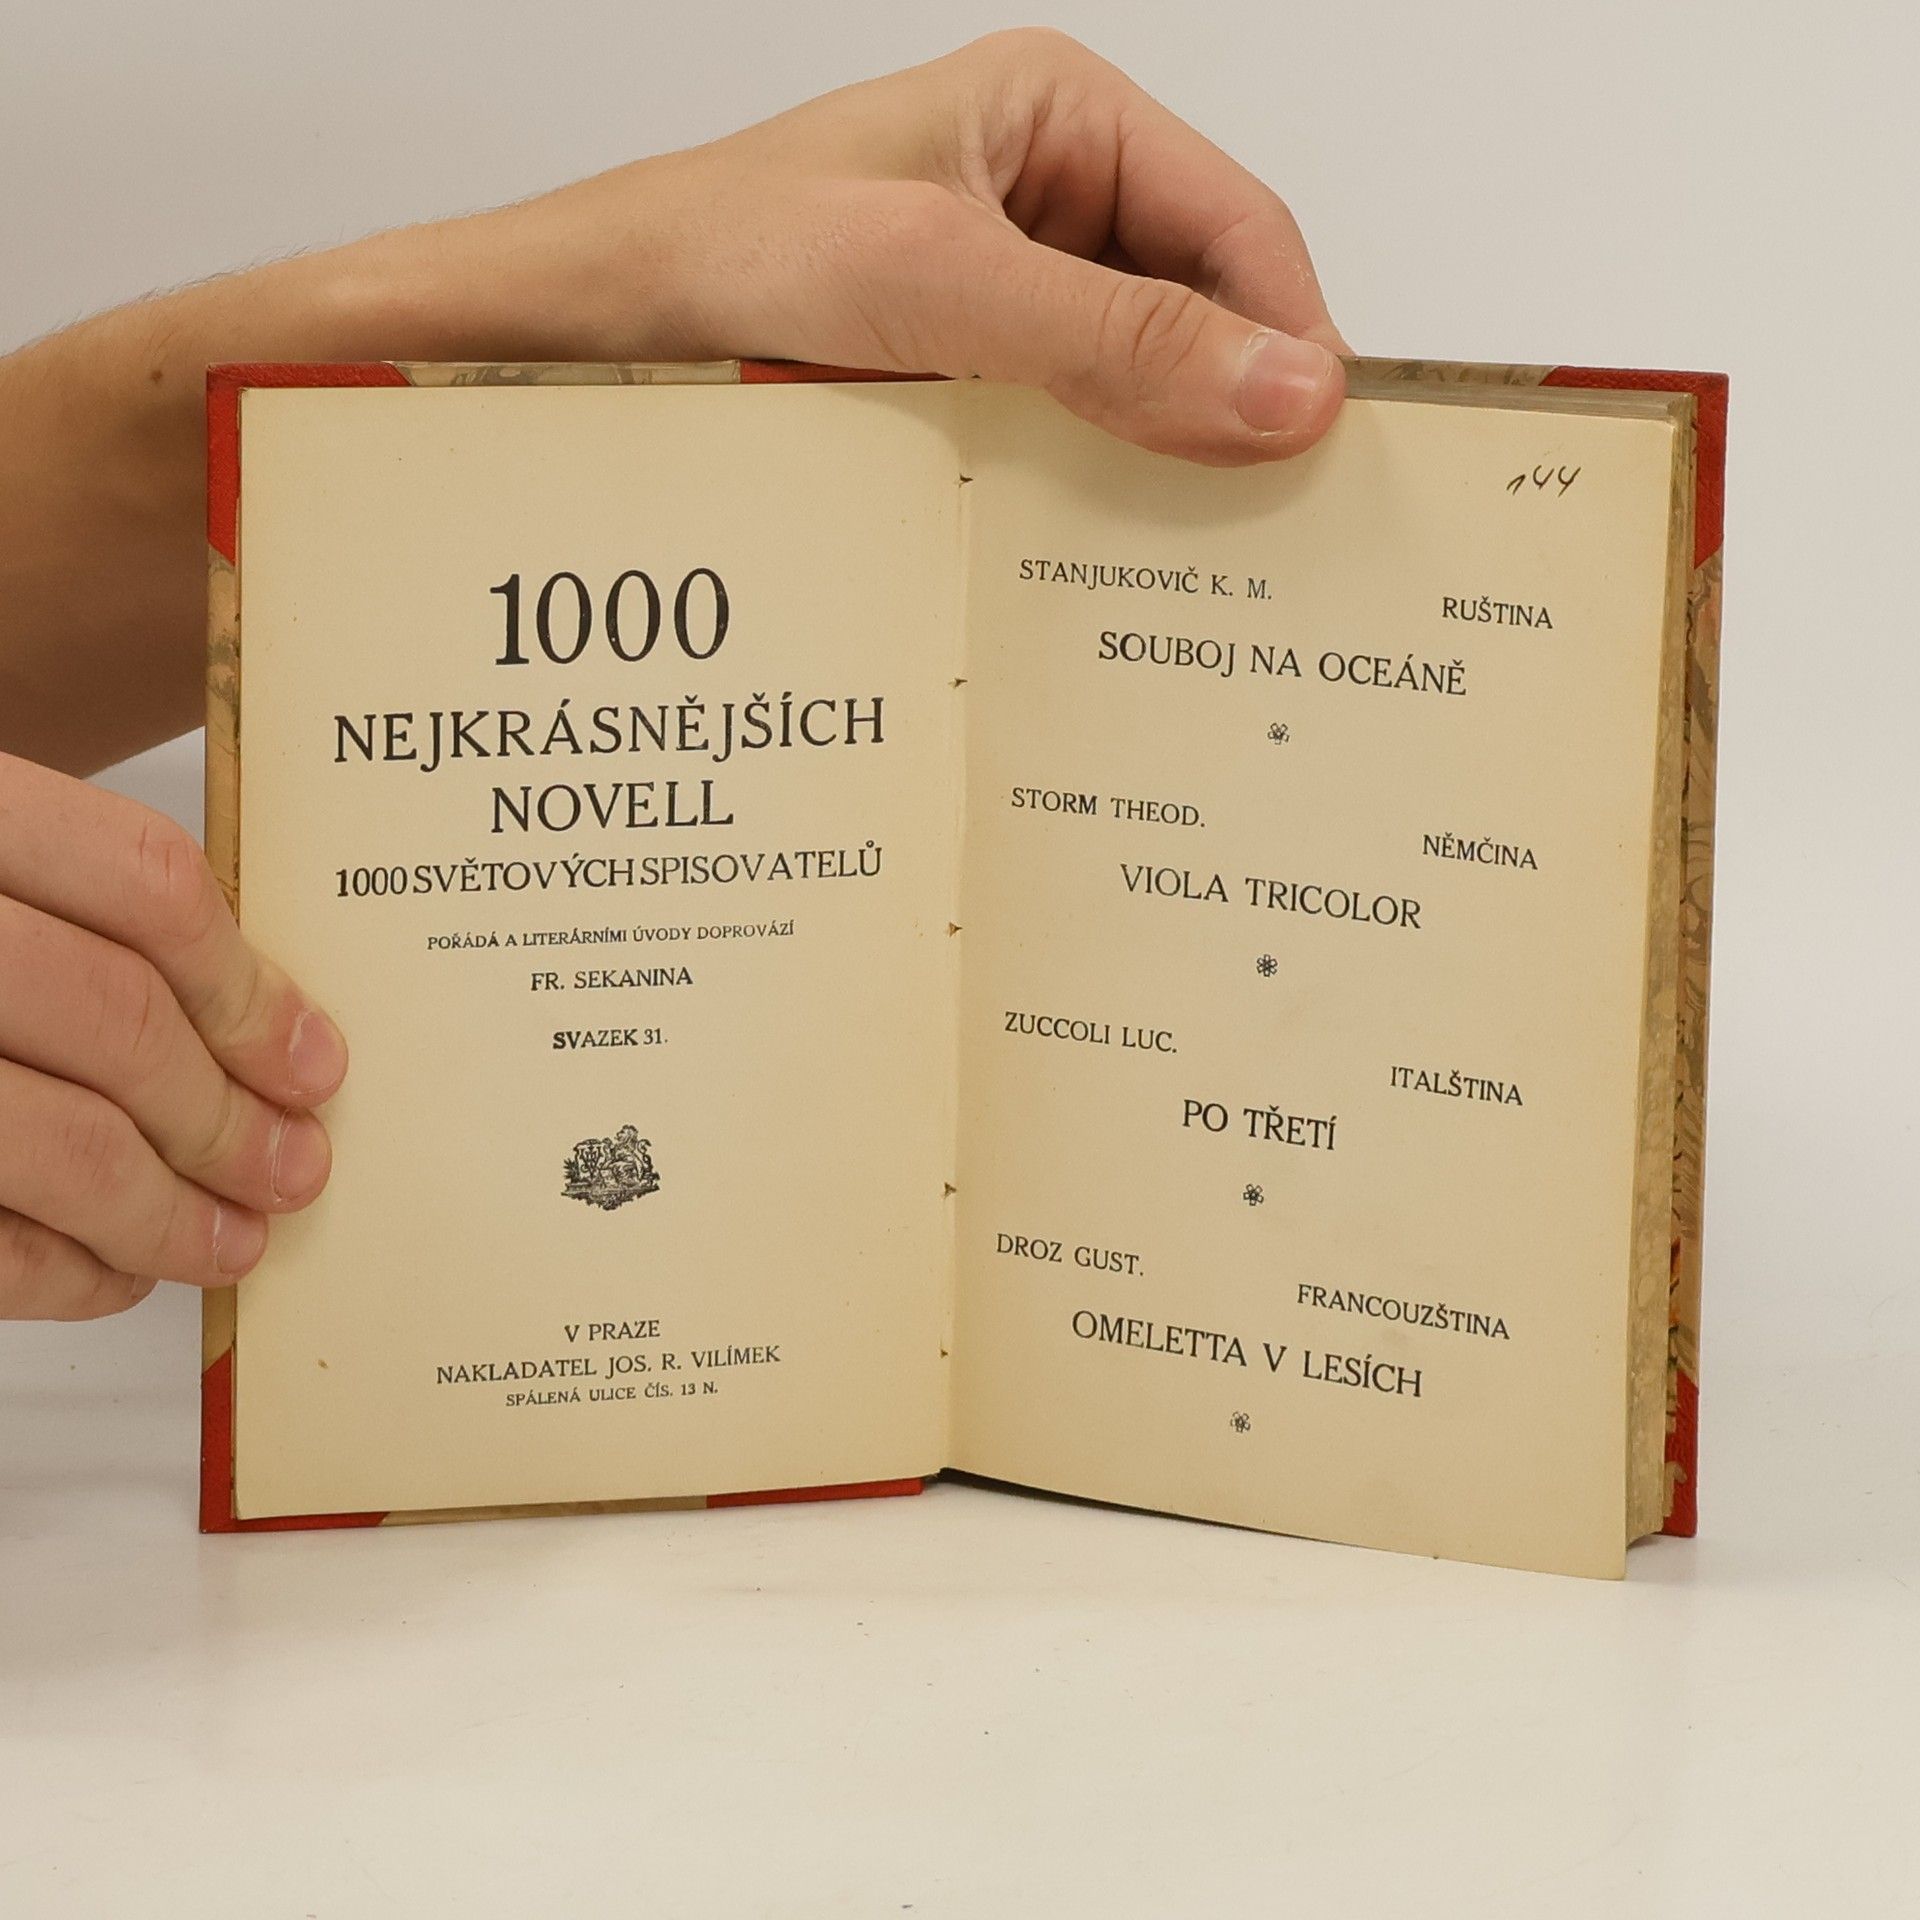 1000
NEJKRÁSNĚJŠÍCH
NOVELL
1000 SVĚTOVÝCH SPISOVATELŮ
POŘÁDÁ A LITERÁRNÍMI ÚVODY DOPROVÁZÍ
FR. SEKANINA
SVAZEK 31.
V PRAZE
NAKLADATEL JOS. R. VILÍMEK
SPÁLENÁ ULICE ČÍS. 13 N.
144
STANJUKOVIČ K. M.
RUŠTINA
SOUBOJ NA OCEÁNĚ
STORM THEOD.
NĚMČINA
VIOLA TRICOLOR
ZUCCOLI LUC.
ITALŠTINA
PO TŘETÍ
DROZ GUST.
FRANCOUZŠTINA
OMELETTA V LESÍCH